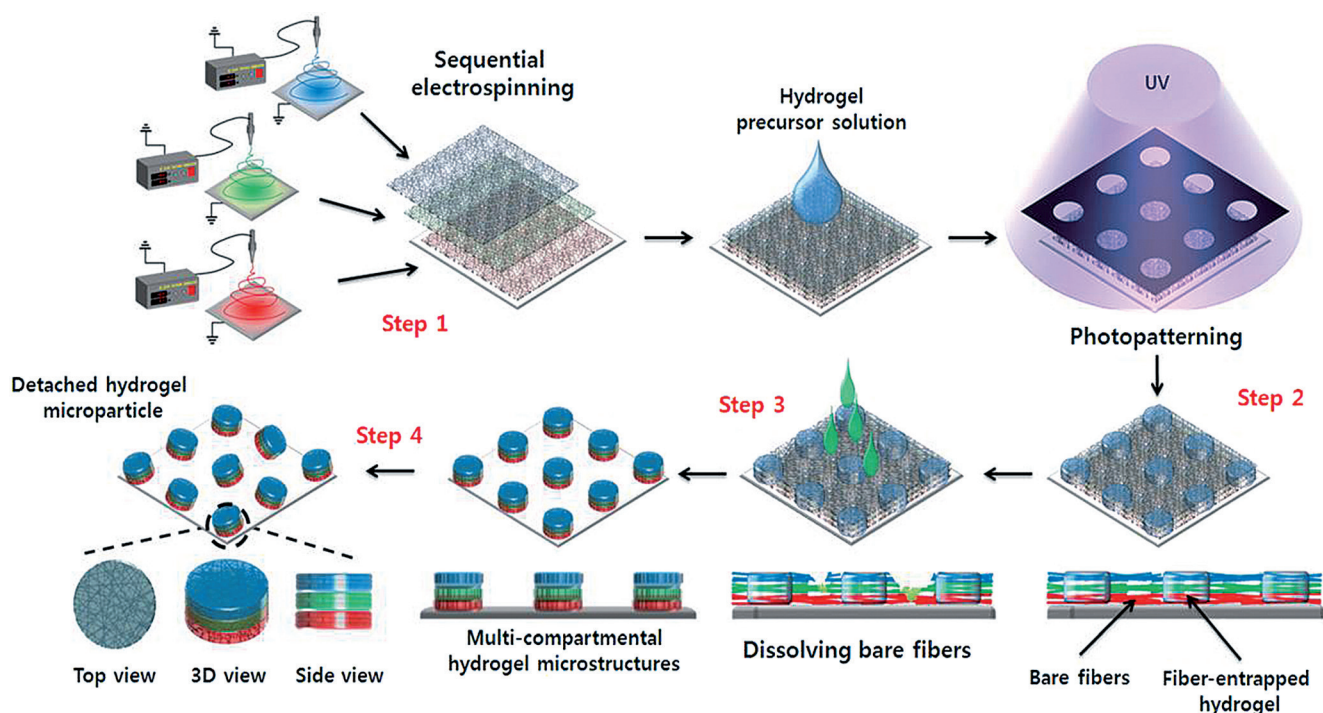 Sequential
electrospinning
Step 1
Hydrogel
precursor solution
UV
Photopatterning
Step 2
Step 3
Step 4
Detached hydrogel
microparticle
Top view
3D view
Side view
Multi-compartmental
hydrogel microstructures
Dissolving bare fibers
Bare fibers
Fiber-entrapped
hydrogel